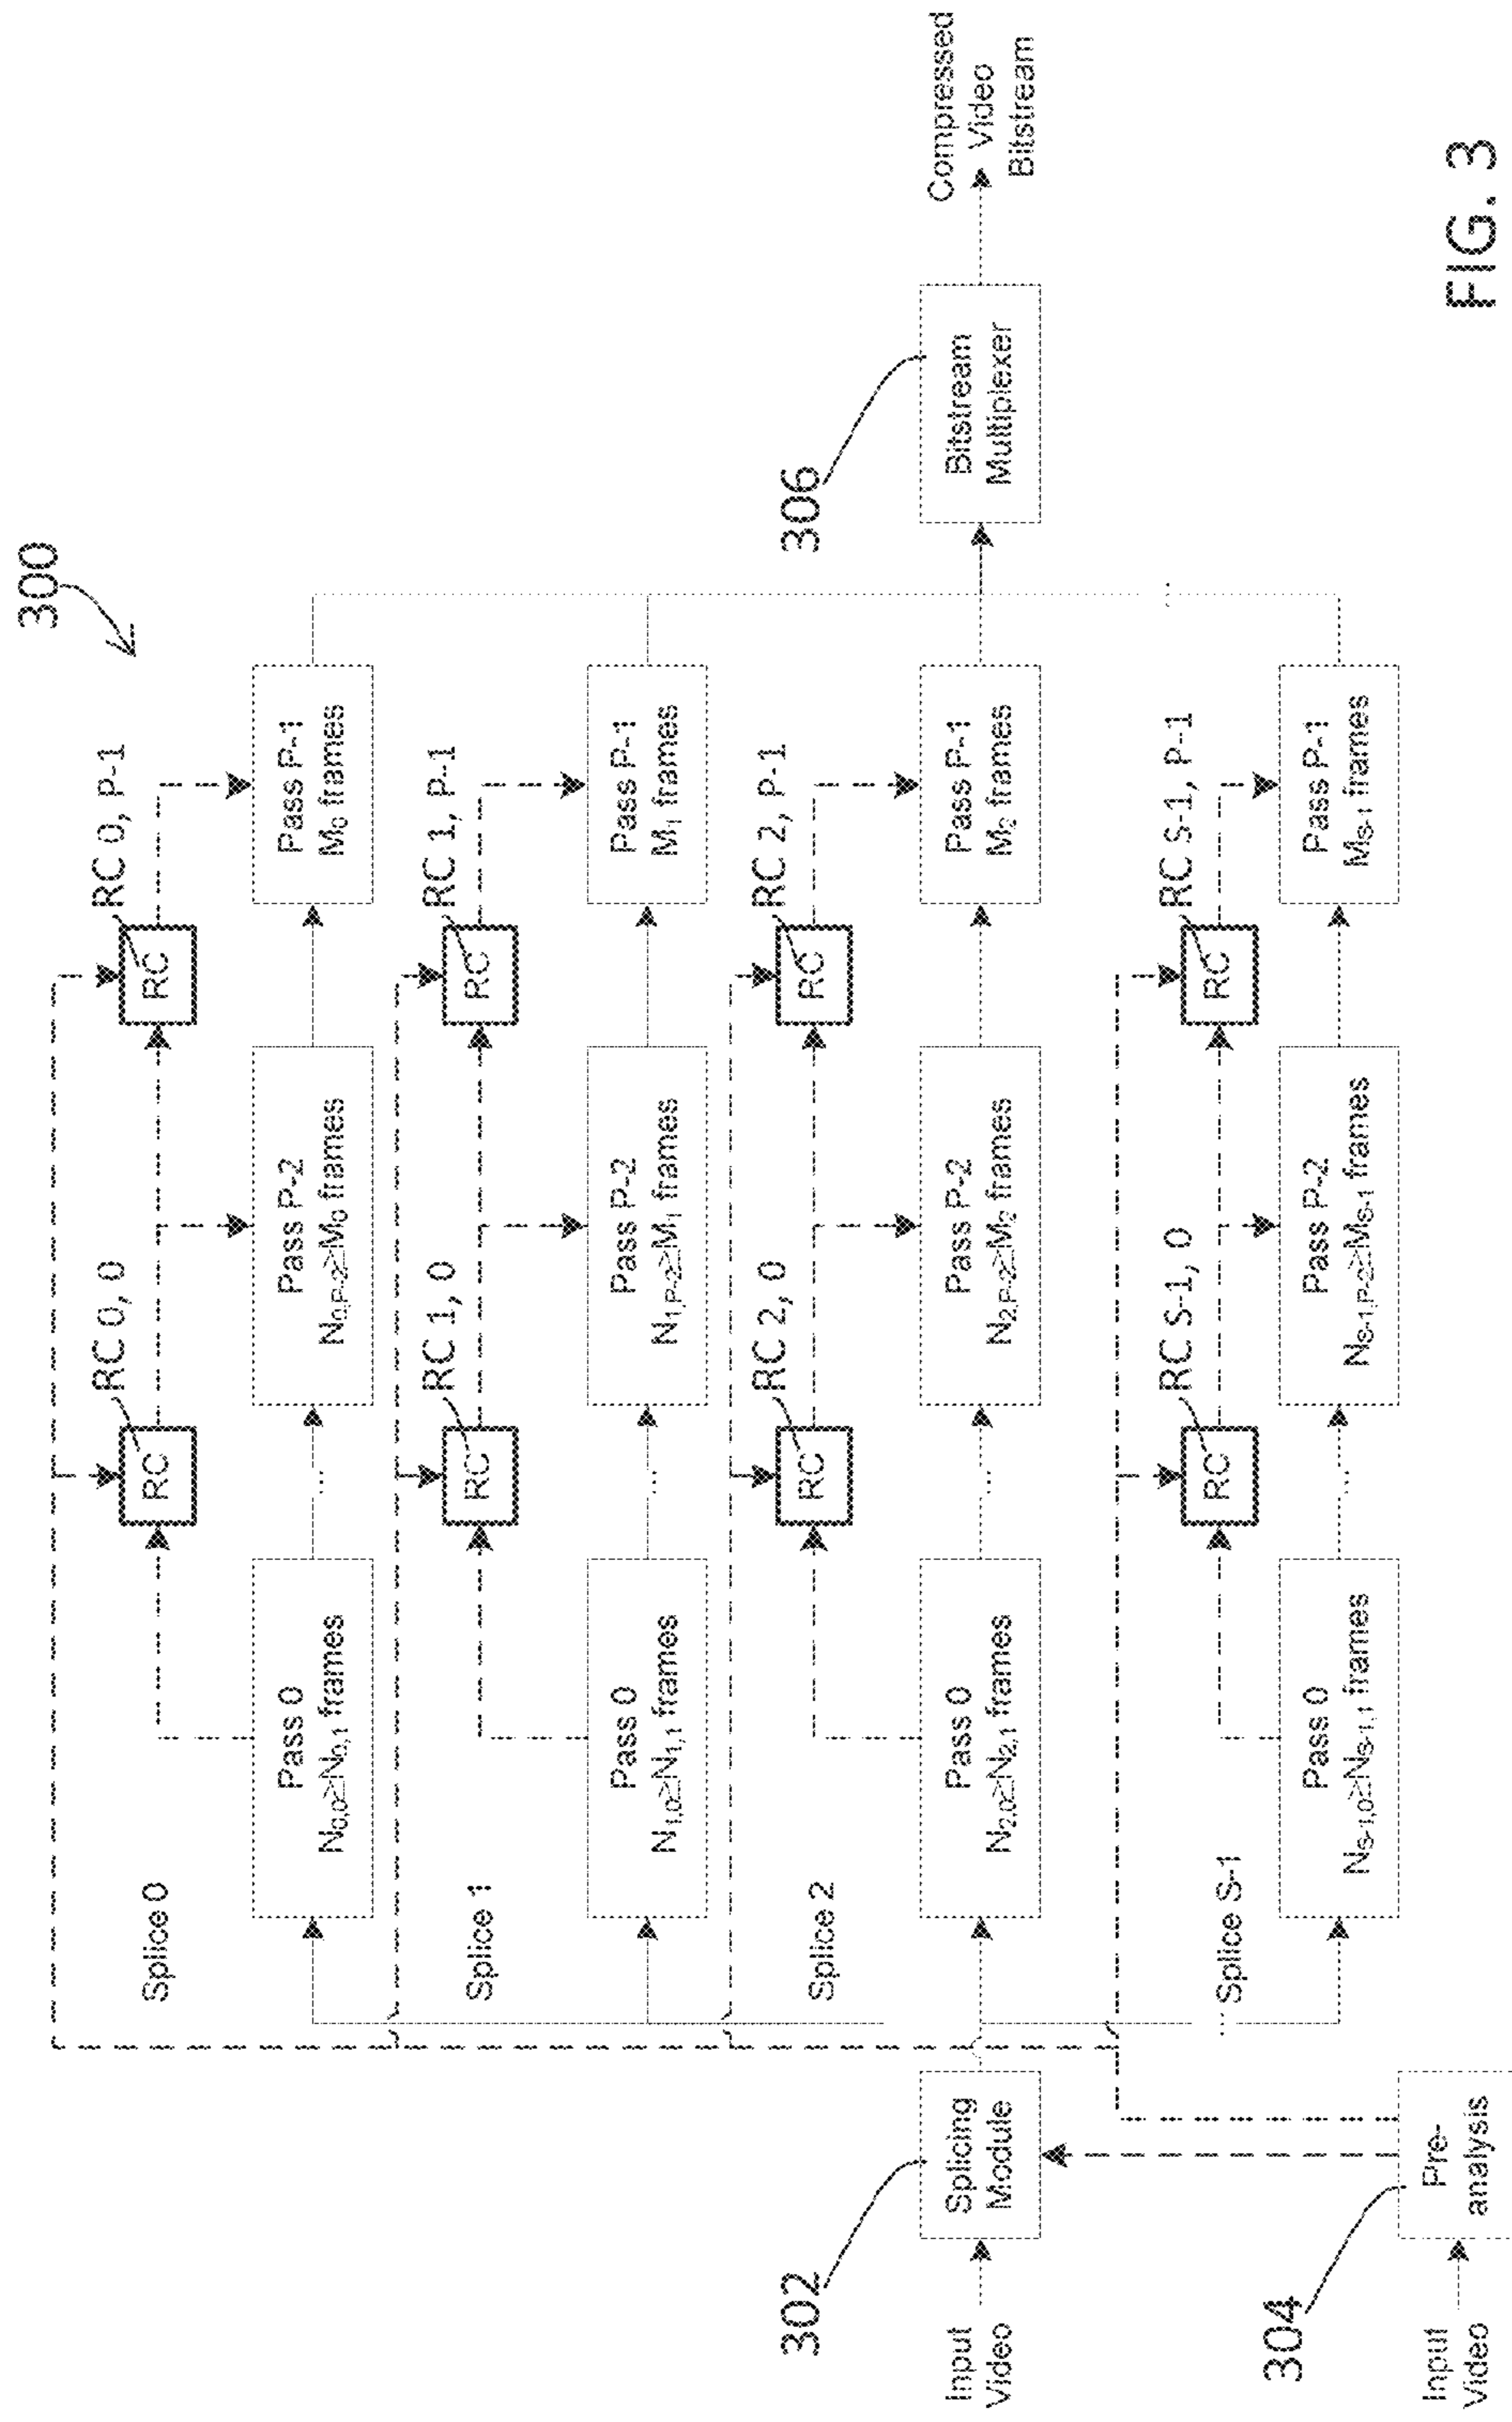 300
RC 0, 0
RC 0, P-1
RC
RC
Splice 0
Pass 0
N0,0≥N0,1 frames
...
Pass P-2
N0,P-2≥M0 frames
Pass P-1
M0 frames
RC 1, 0
RC 1, P-1
RC
RC
Splice 1
Pass 0
N1,0≥N1,1 frames
...
Pass P-2
N1,P-2≥M1 frames
Pass P-1
M1 frames
RC 2, 0
RC 2, P-1
RC
RC
Splice 2
302
306
Input
Video
Splicing
Module
Pass 0
N2,0≥N2,1 frames
...
Pass P-2
N2,P-2≥M2 frames
Pass P-1
M2 frames
Bitstream
Multiplexer
Compressed
Video
Bitstream
RC S-1, 0
RC S-1, P-1
...
RC
RC
... Splice S-1
304
Input
Video
Pre-
analysis
Pass 0
NS-1,0≥NS-1,1 frames
...
Pass P-2
NS-1,P-2≥MS-1 frames
Pass P-1
MS-1 frames
FIG. 3